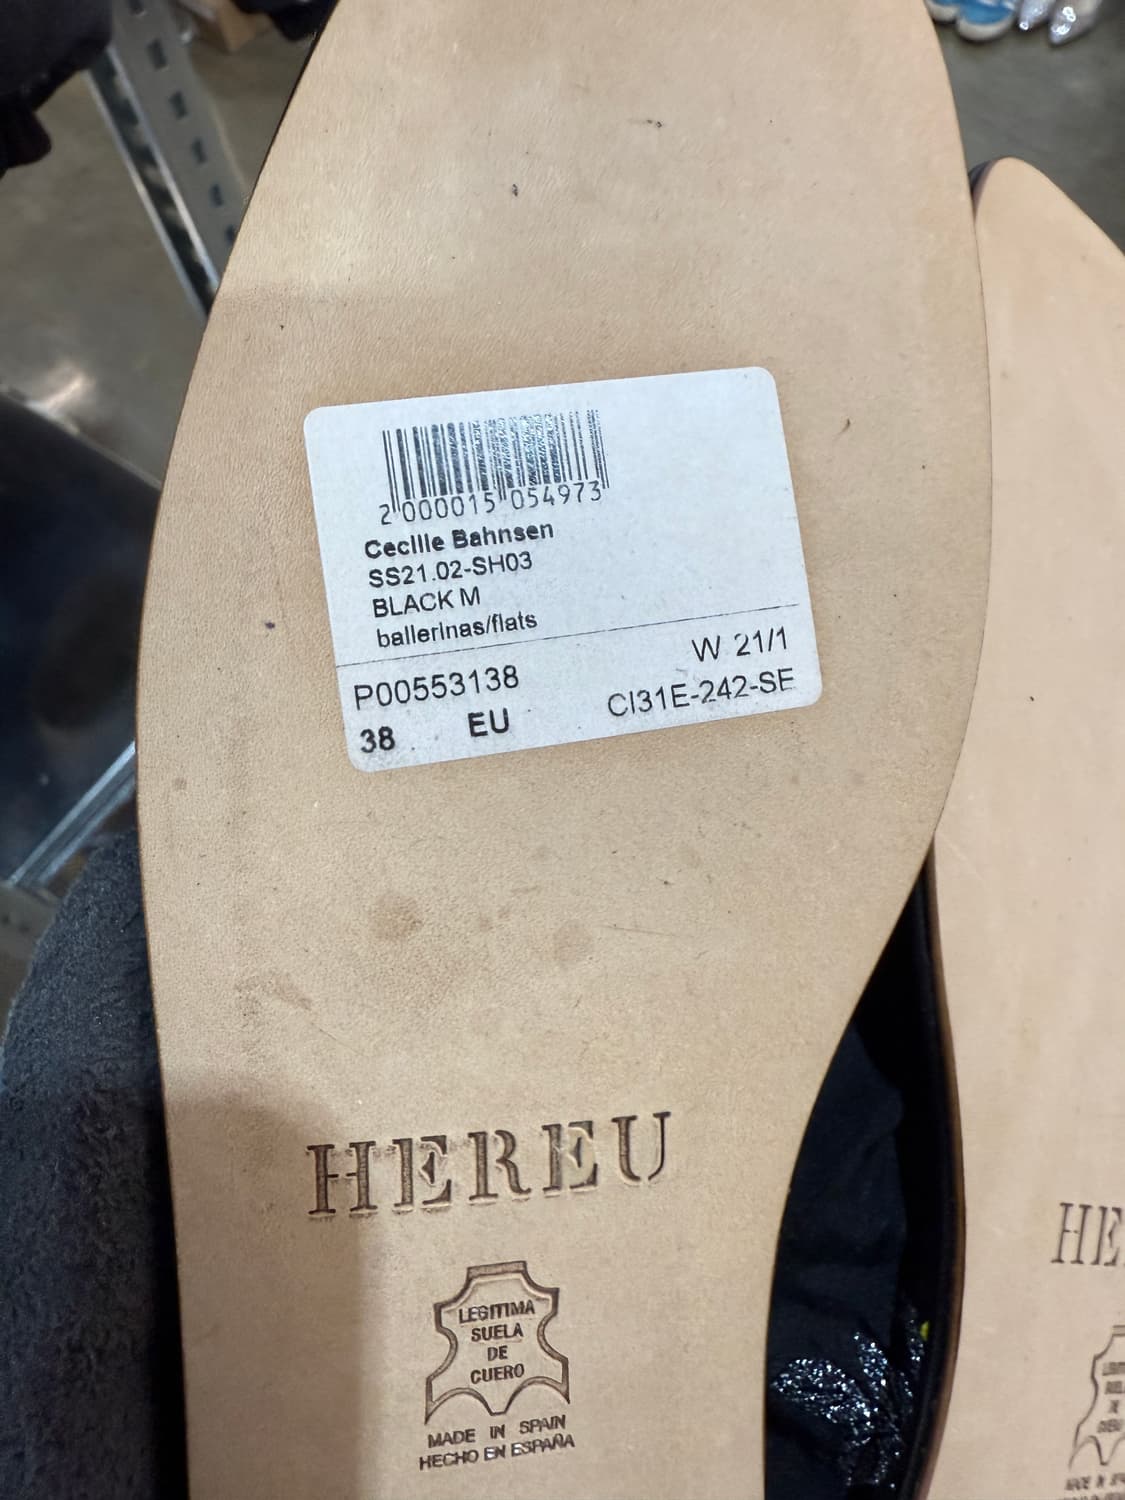 2 000015 054973
Cecilie Bahnsen
SS21.02-SH03
BLACK M
ballerinas/flats
P00553138 W 21/1
38 EU CI31E-242-SE
HEREU
LEGITIMA
SUELA
DE
CUERO
MADE IN SPAIN
HECHO EN ESPAÑA
HE